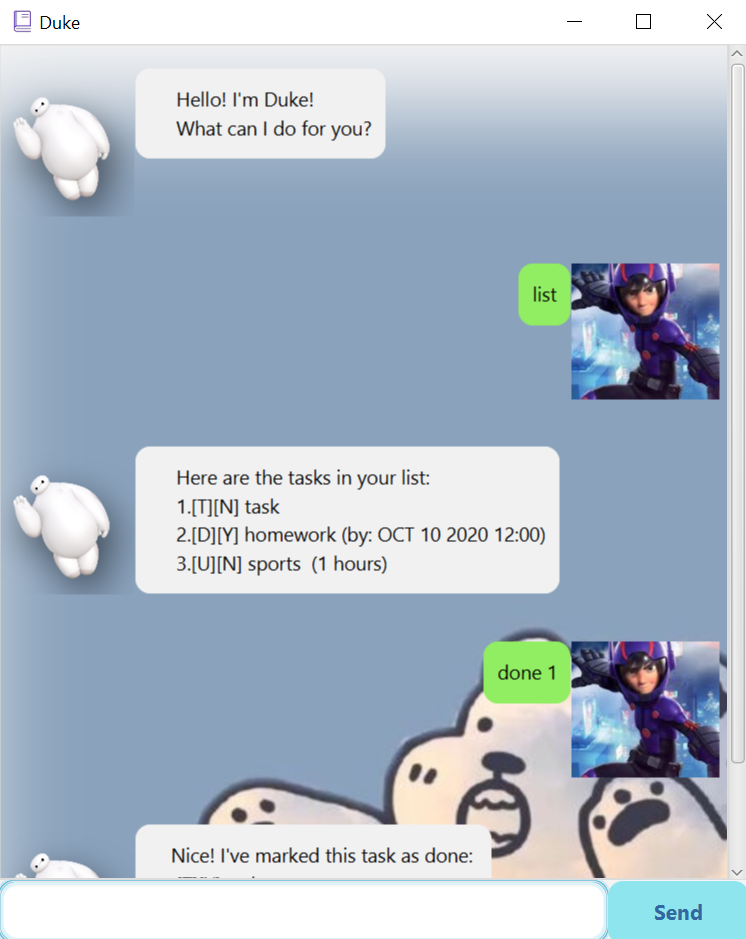 Duke
Hello! I'm Duke!
What can I do for you?
list
Here are the tasks in your list:
1.[T][N] task
2.[D][Y] homework (by: OCT 10 2020 12:00)
3.[U][N] sports  (1 hours)
done 1
Nice! I've marked this task as done:
Send